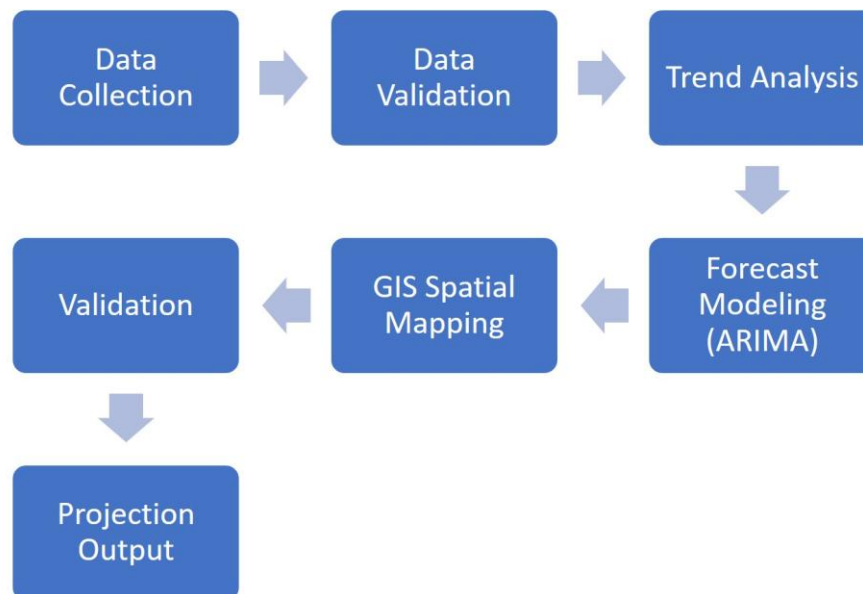 Data
Collection
Data
Validation
Trend Analysis
Forecast
Modeling
(ARIMA)
GIS Spatial
Mapping
Validation
Projection
Output